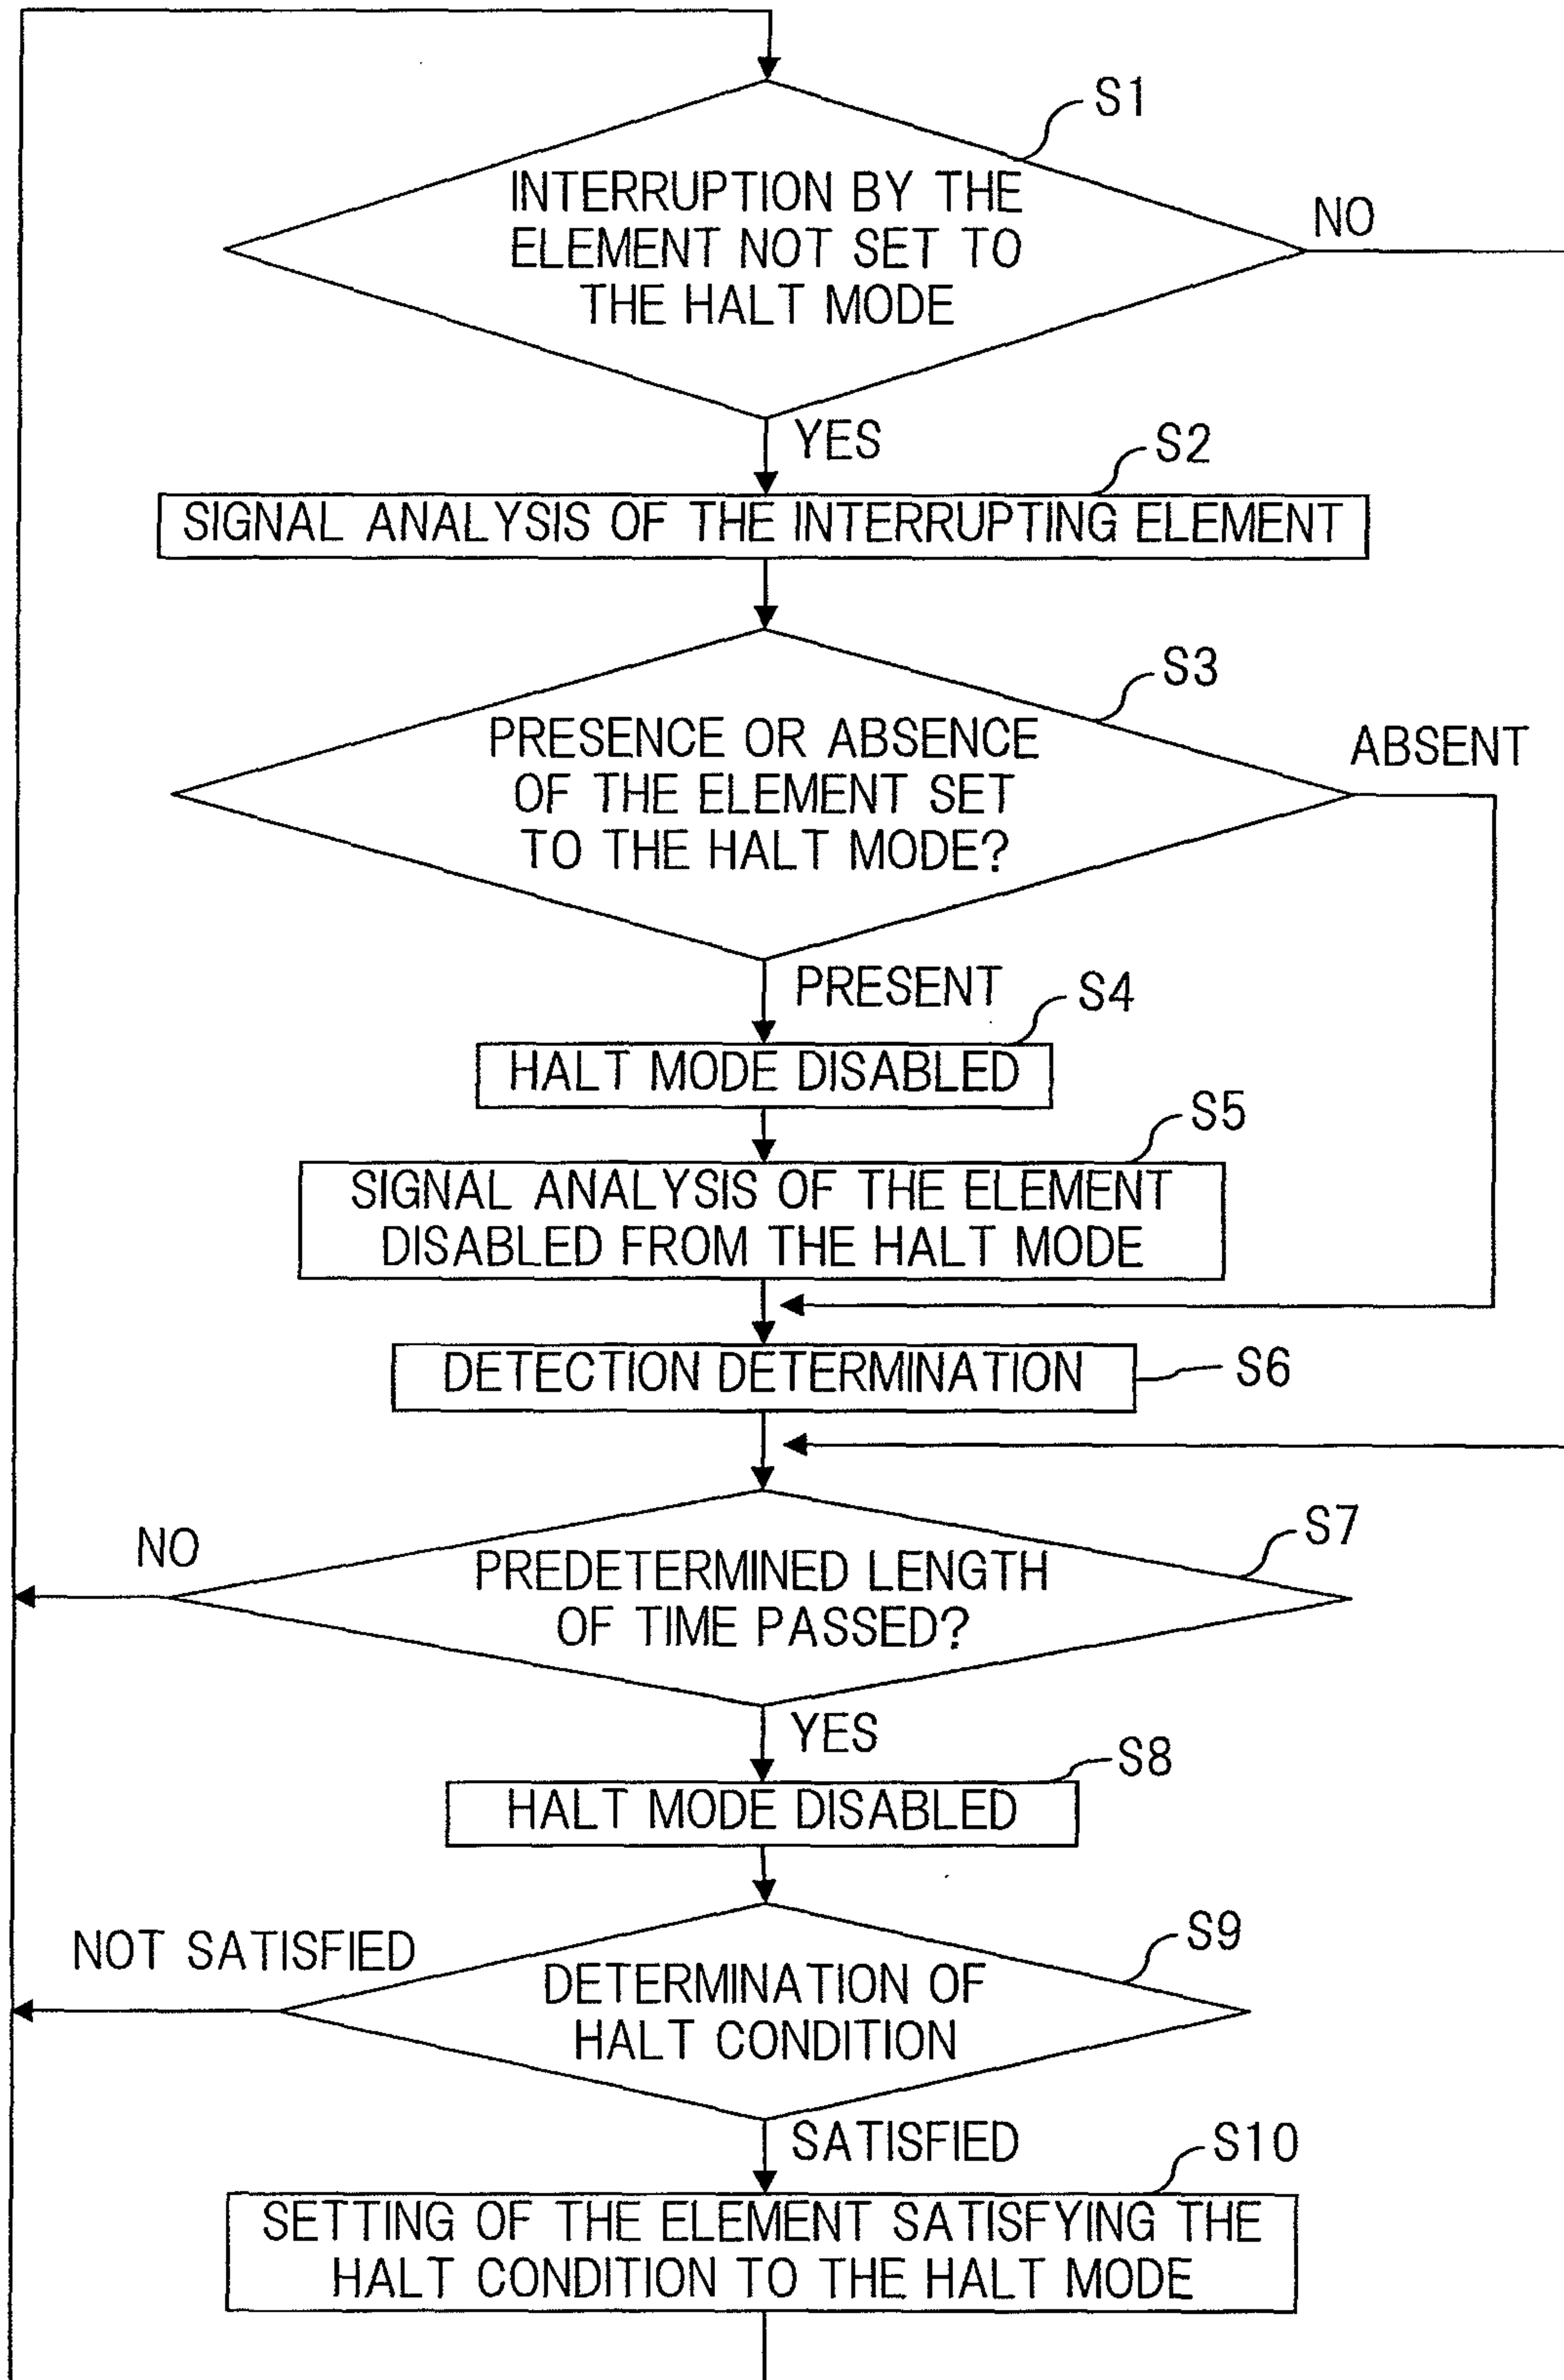 S1
INTERRUPTION BY THE
ELEMENT NOT SET TO
THE HALT MODE
NO
YES
S2
SIGNAL ANALYSIS OF THE INTERRUPTING ELEMENT
S3
PRESENCE OR ABSENCE
OF THE ELEMENT SET
TO THE HALT MODE?
ABSENT
PRESENT
S4
HALT MODE DISABLED
S5
SIGNAL ANALYSIS OF THE ELEMENT
DISABLED FROM THE HALT MODE
DETECTION DETERMINATION
S6
NO
S7
PREDETERMINED LENGTH
OF TIME PASSED?
YES
S8
HALT MODE DISABLED
NOT SATISFIED
S9
DETERMINATION OF
HALT CONDITION
SATISFIED
S10
SETTING OF THE ELEMENT SATISFYING THE
HALT CONDITION TO THE HALT MODE